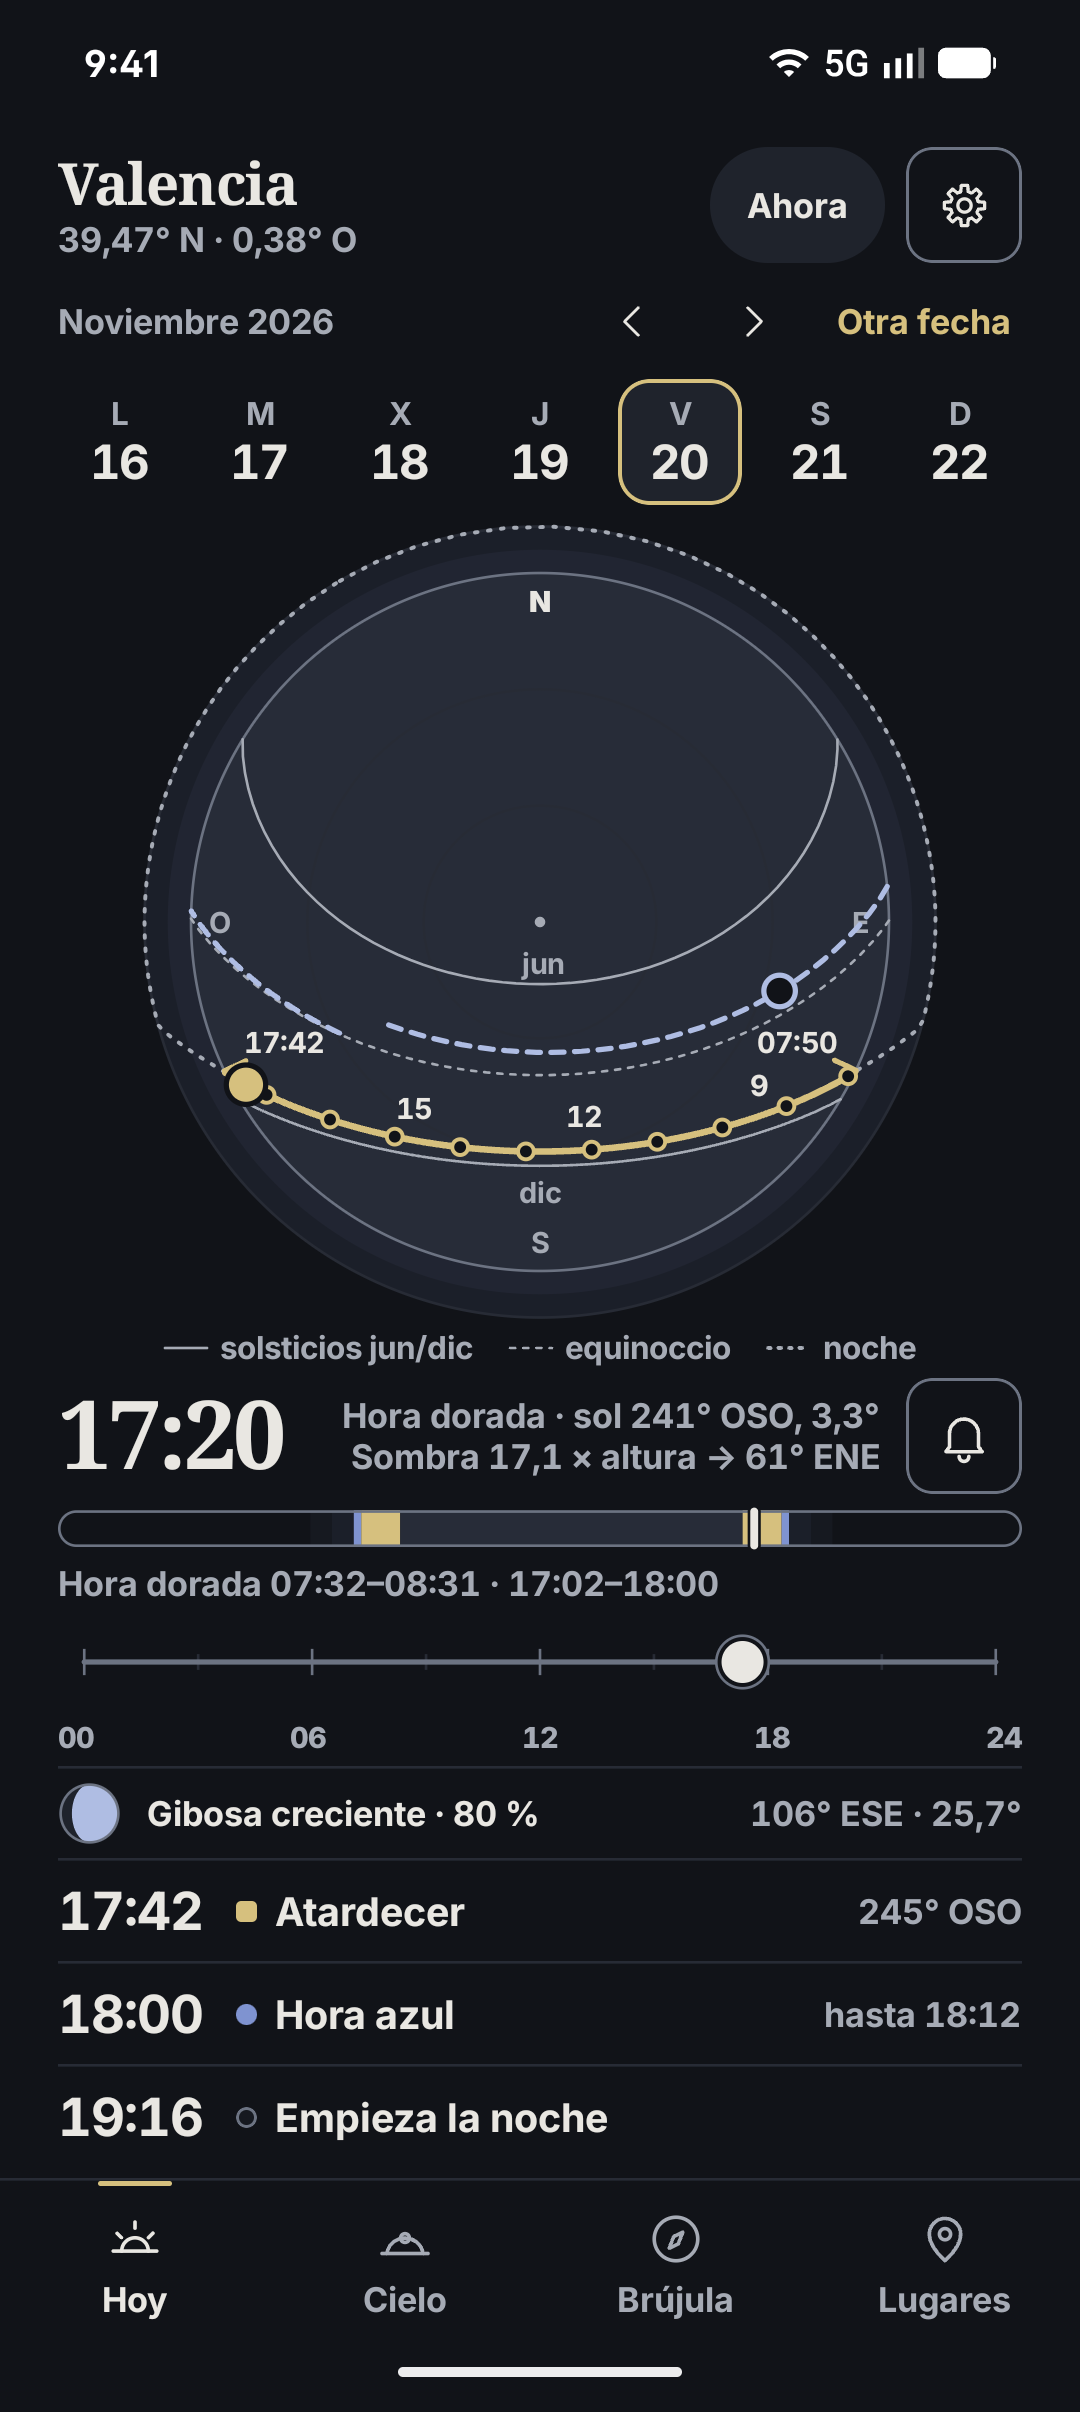 9:41
5G
Valencia
39,47° N · 0,38° O
Ahora
Noviembre 2026
Otra fecha
L M X J V S D
16 17 18 19 20 21 22
N
O
E
jun
17:42
07:50
9
15
12
dic
S
solsticios jun/dic
equinoccio
noche
17:20
Hora dorada · sol 241° OSO, 3,3°
Sombra 17,1 × altura → 61° ENE
Hora dorada 07:32–08:31 · 17:02–18:00
00 06 12 18 24
Gibosa creciente · 80 %
106° ESE · 25,7°
17:42 Atardecer 245° OSO
18:00 Hora azul hasta 18:12
19:16 Empieza la noche
Hoy Cielo Brújula Lugares